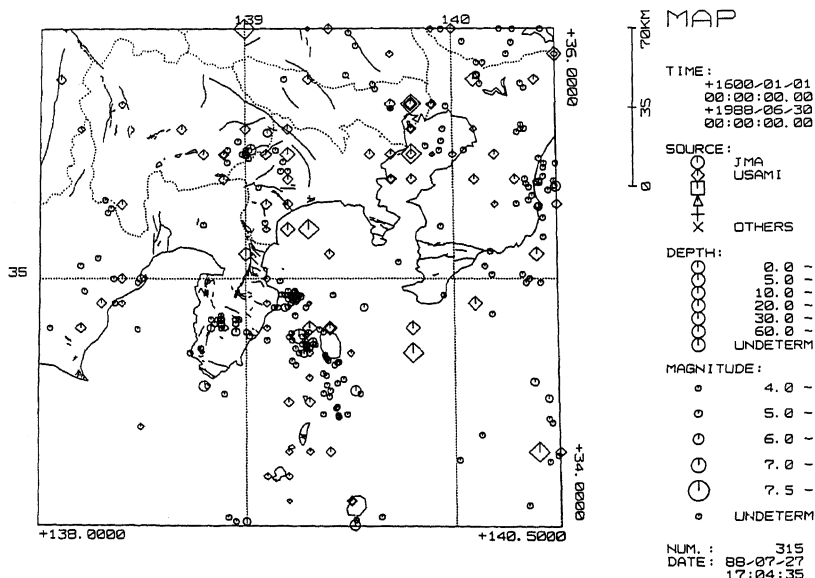 139
140
+36.0000
35
+34.0000
+138.0000
+140.5000
70KM
35
0
MAP
TIME:
+1600/01/01
00:00:00.00
+1988/06/30
00:00:00.00
SOURCE:
JMA
USAMI
OTHERS
DEPTH:
0.0 ~
5.0 ~
10.0 ~
20.0 ~
30.0 ~
60.0 ~
UNDETERM
MAGNITUDE:
4.0 ~
5.0 ~
6.0 ~
7.0 ~
7.5 ~
UNDETERM
NUM.: 315
DATE: 88-07-27
17:04:35